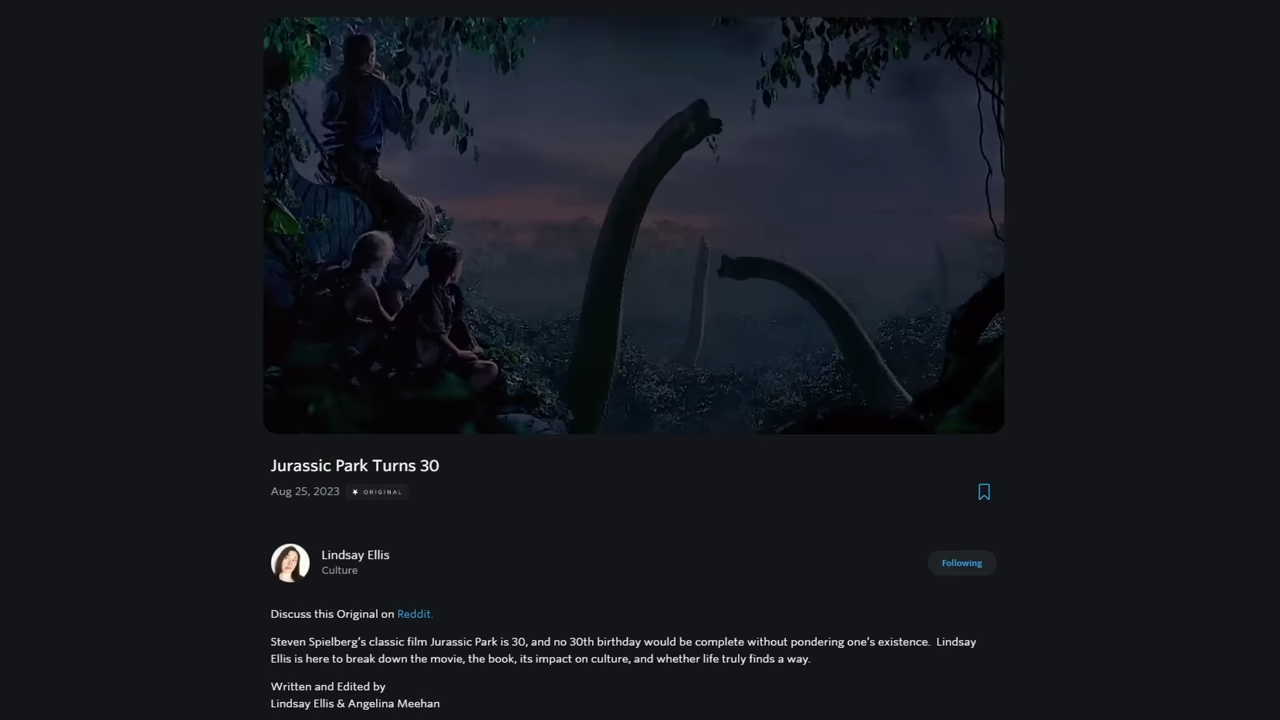 Jurassic Park Turns 30
Aug 25, 2023 ORIGINAL
Lindsay Ellis
Culture
Following
Discuss this Original on Reddit.
Steven Spielberg’s classic film Jurassic Park is 30, and no 30th birthday would be complete without pondering one’s existence.  Lindsay
Ellis is here to break down the movie, the book, its impact on culture, and whether life truly finds a way.
Written and Edited by
Lindsay Ellis & Angelina Meehan